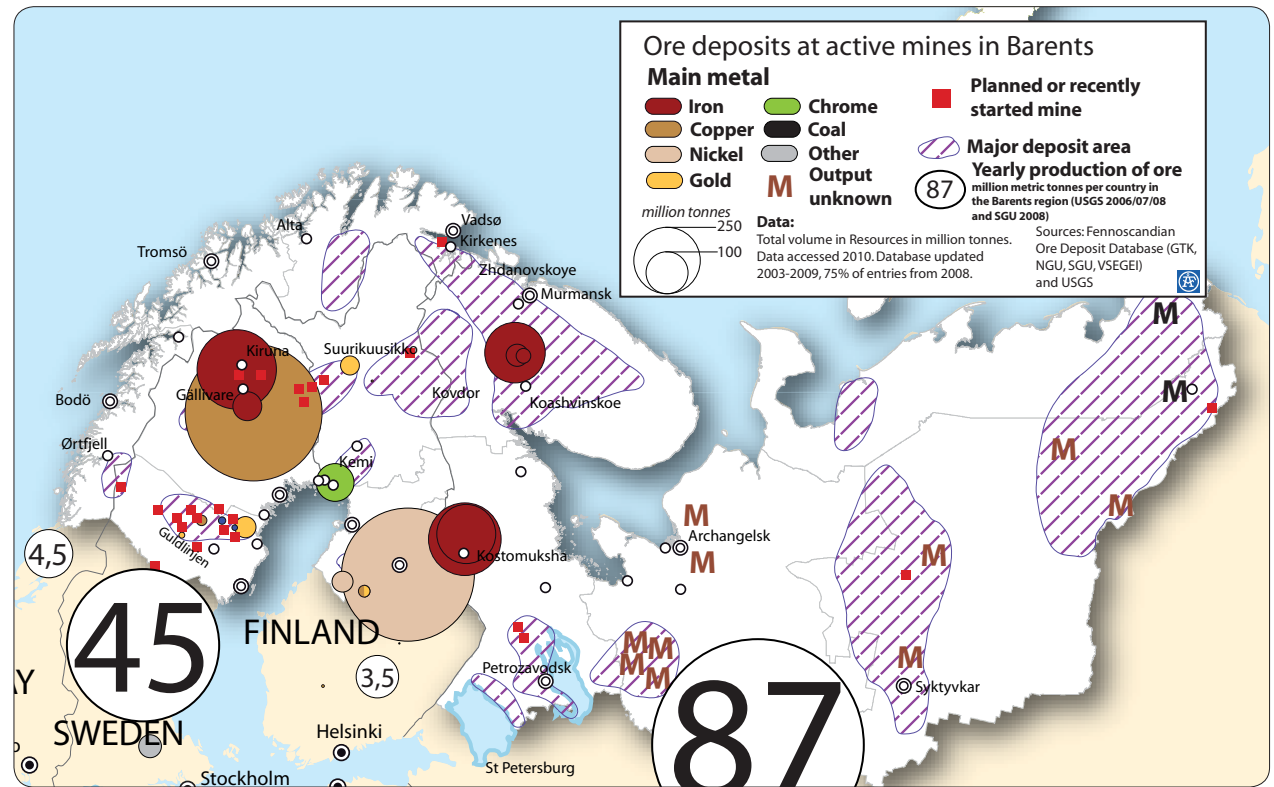 Ore deposits at active mines in Barents
Main metal
Iron
Copper
Nickel
Gold
Chrome
Coal
Other
M Output
unknown
Planned or recently
started mine
Major deposit area
87
Yearly production of ore
million metric tonnes per country in
the Barents region (USGS 2006/07/08
and SGU 2008)
million tonnes
250
100
Data:
Total volume in Resources in million tonnes.
Data accessed 2010. Database updated
2003-2009, 75% of entries from 2008.
Sources: Fennoscandian
Ore Deposit Database (GTK,
NGU, SGU, VSEGEI)
and USGS
Vadsø
Alta
Kirkenes
Tromsö
Zhdanovskoye
Murmansk
M
Kiruna
Suurikuusikko
Gällivare
Kovdor
Koashvinskoe
M
Bodö
Ørtfjell
M
Kemi
M
M
Guldlinjen
Archangelsk
Kostomuksha
M
M
4,5
45
FINLAND
M
M
M
M
M
Petrozavodsk
3,5
Syktyvkar
AY
87
SWEDEN
Helsinki
St Petersburg
Stockholm